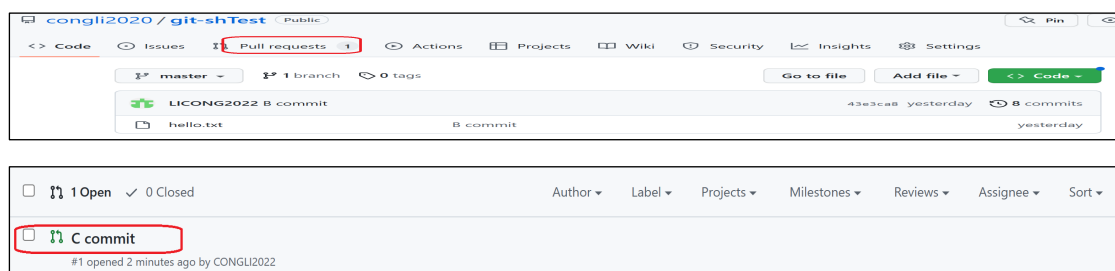 congli2020 / git-shTest Public Pin
<> Code Issues Pull requests 1 Actions Projects Wiki Security Insights Settings
master 1 branch 0 tags Go to file Add file <> Code
LICONG2022 B commit 43e3ca8 yesterday 8 commits
hello.txt B commit yesterday
1 Open 0 Closed Author Label Projects Milestones Reviews Assignee Sort
C commit
#1 opened 2 minutes ago by CONGLI2022